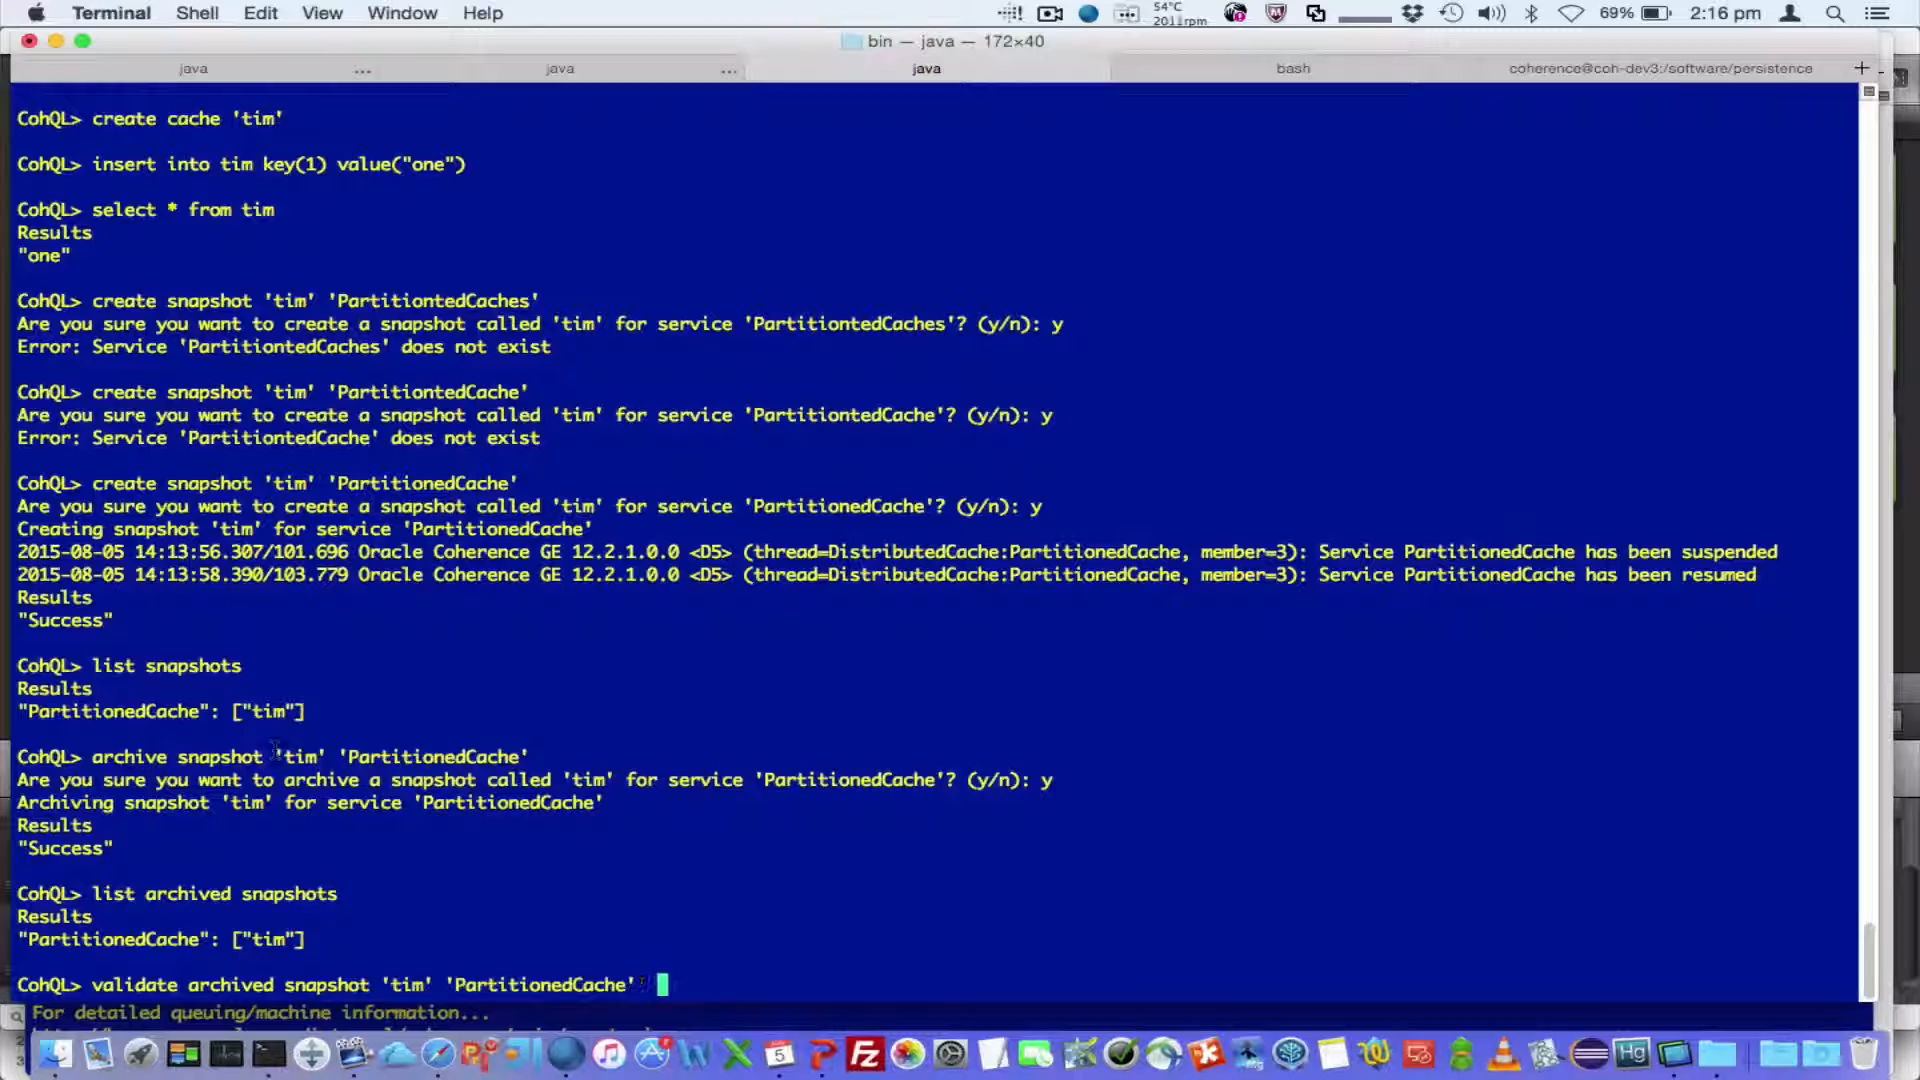 Terminal Shell Edit View Window Help
54°C
2011rpm
69%
2:16 pm
bin — java — 172×40
java ... java ... java bash coherence@coh-dev3:/software/persistence +
CohQL> create cache 'tim'
CohQL> insert into tim key(1) value("one")
CohQL> select * from tim
Results
"one"
CohQL> create snapshot 'tim' 'PartitiontedCaches'
Are you sure you want to create a snapshot called 'tim' for service 'PartitiontedCaches'? (y/n): y
Error: Service 'PartitiontedCaches' does not exist
CohQL> create snapshot 'tim' 'PartitiontedCache'
Are you sure you want to create a snapshot called 'tim' for service 'PartitiontedCache'? (y/n): y
Error: Service 'PartitiontedCache' does not exist
CohQL> create snapshot 'tim' 'PartitionedCache'
Are you sure you want to create a snapshot called 'tim' for service 'PartitionedCache'? (y/n): y
Creating snapshot 'tim' for service 'PartitionedCache'
2015-08-05 14:13:56.307/101.696 Oracle Coherence GE 12.2.1.0.0 <D5> (thread=DistributedCache:PartitionedCache, member=3): Service PartitionedCache has been suspended
2015-08-05 14:13:58.390/103.779 Oracle Coherence GE 12.2.1.0.0 <D5> (thread=DistributedCache:PartitionedCache, member=3): Service PartitionedCache has been resumed
Results
"Success"
CohQL> list snapshots
Results
"PartitionedCache": ["tim"]
CohQL> archive snapshot 'tim' 'PartitionedCache'
Are you sure you want to archive a snapshot called 'tim' for service 'PartitionedCache'? (y/n): y
Archiving snapshot 'tim' for service 'PartitionedCache'
Results
"Success"
CohQL> list archived snapshots
Results
"PartitionedCache": ["tim"]
CohQL> validate archived snapshot 'tim' 'PartitionedCache'
For detailed queuing/machine information...
5
Fz
Hg